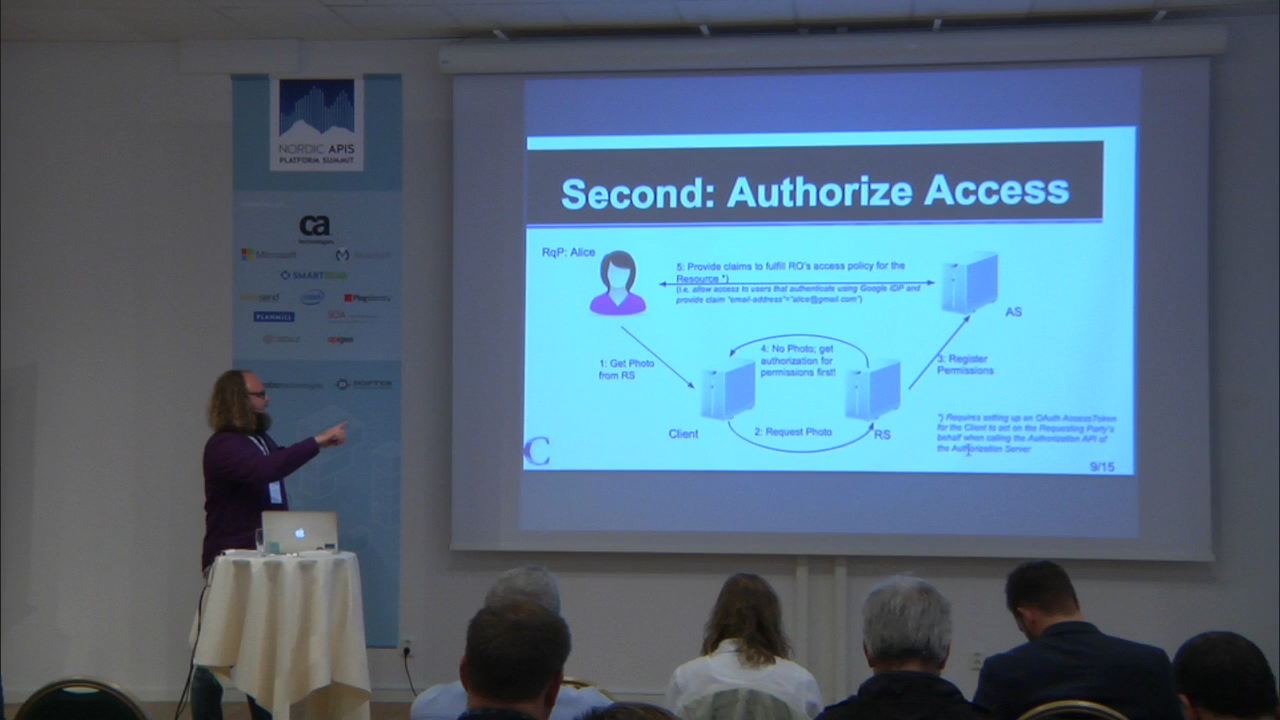 NORDIC APIS
PLATFORM SUMMIT
ca
technologies
Microsoft
SMARTBEAR
intel
PingIdentity
PLANMILL
apigee
Second: Authorize Access
RqP: Alice
5: Provide claims to fulfill RO's access policy for the
Resource *)
(i.e. allow access to users that authenticate using Google IDP and
provide claim "email-address"="alice@gmail.com")
AS
1: Get Photo
from RS
4: No Photo; get
authorization for
permissions first!
3: Register
Permissions
Client
2: Request Photo
RS
*) Requires setting up an OAuth AccessToken
for the Client to act on the Requesting Party's
behalf when calling the Authorization API of
the Authorization Server
C
9/15